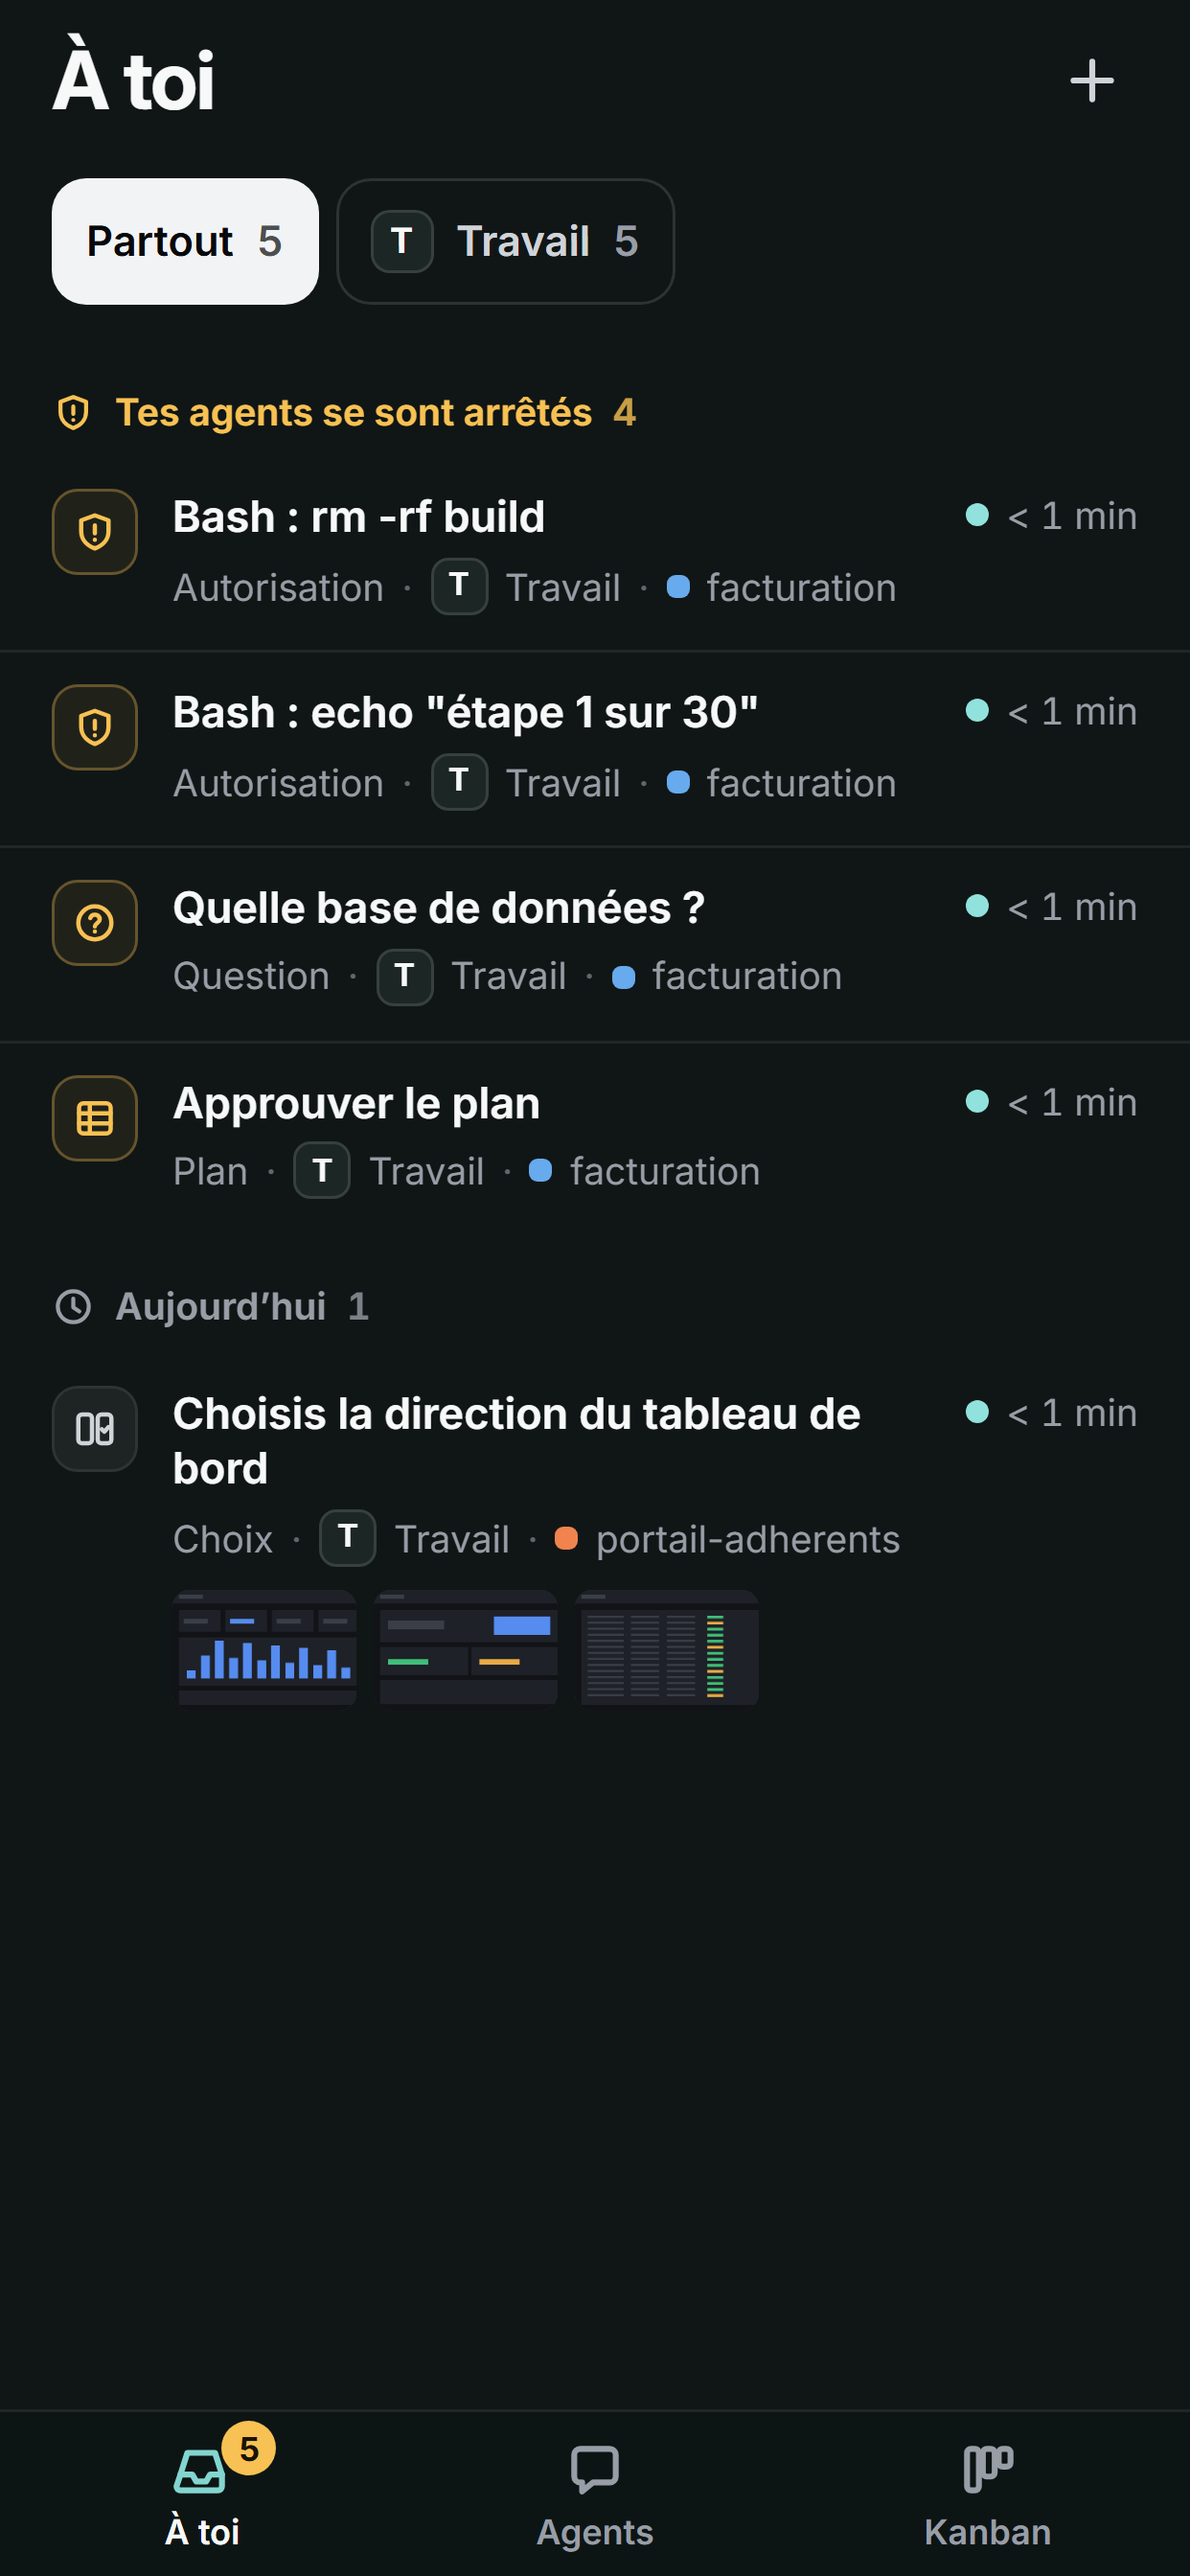 À toi
Partout 5
T Travail 5
Tes agents se sont arrêtés 4
Bash : rm -rf build
< 1 min
Autorisation · T Travail · facturation
Bash : echo "étape 1 sur 30"
< 1 min
Autorisation · T Travail · facturation
Quelle base de données ?
< 1 min
Question · T Travail · facturation
Approuver le plan
< 1 min
Plan · T Travail · facturation
Aujourd’hui 1
Choisis la direction du tableau de
bord
< 1 min
Choix · T Travail · portail-adherents
5
À toi
Agents
Kanban